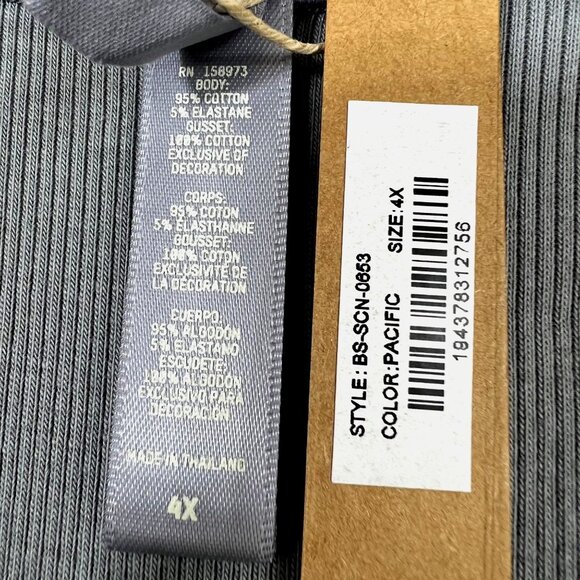 RN 158973
BODY:
95% COTTON
5% ELASTANE
GUSSET:
100% COTTON
EXCLUSIVE OF
DECORATION
CORPS:
95% COTON
5% ELASTHANNE
GOUSSET:
100% COTON
EXCLUSIVITE DE
LA DECORATION
CUERPO:
95% ALGODON
5% ELASTANO
ESCUDETE:
100% ALGODON
EXCLUSIVO PARA
DECORACION
MADE IN THAILAND
4X
STYLE: BS-SCN-0653
COLOR:PACIFIC SIZE:4X
194378312756